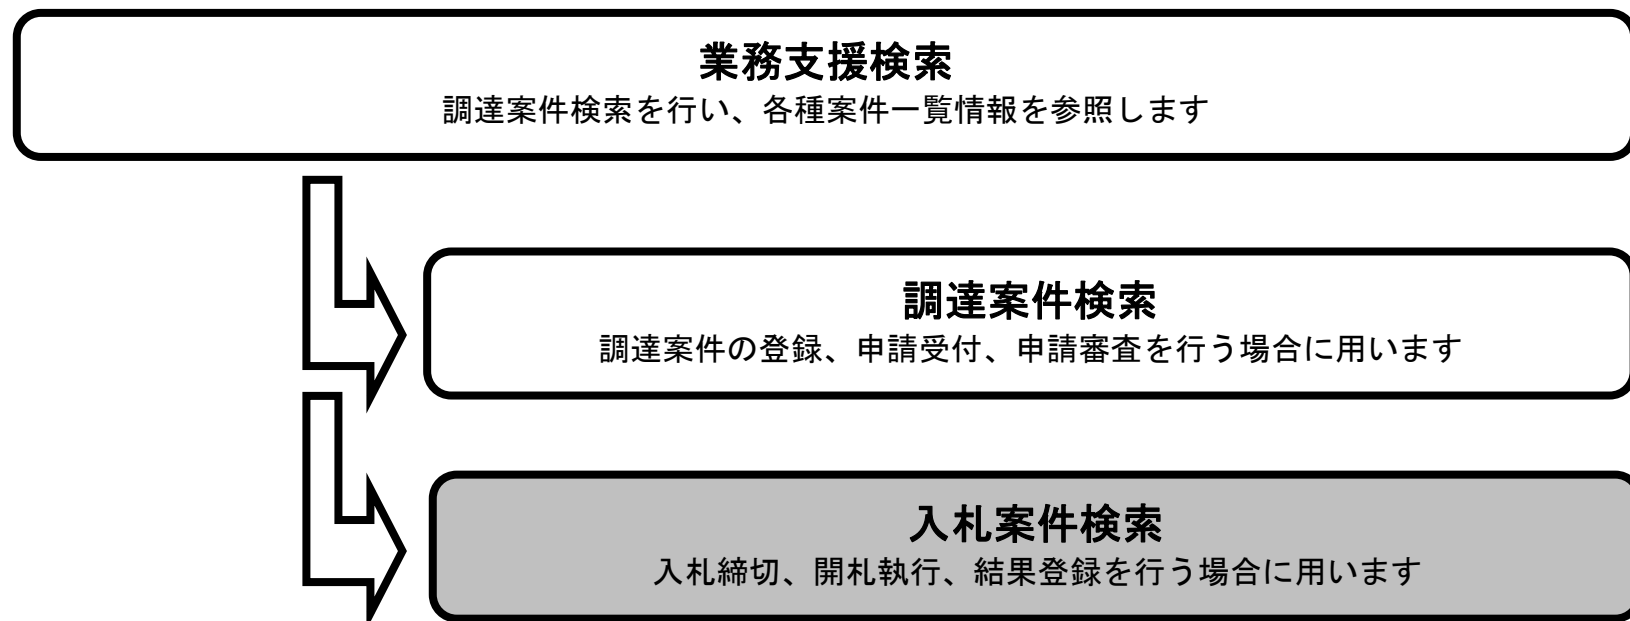 業務支援検索
調達案件検索を行い、各種案件一覧情報を参照します
調達案件検索
調達案件の登録、申請受付、申請審査を行う場合に用います
入札案件検索
入札締切、開札執行、結果登録を行う場合に用います